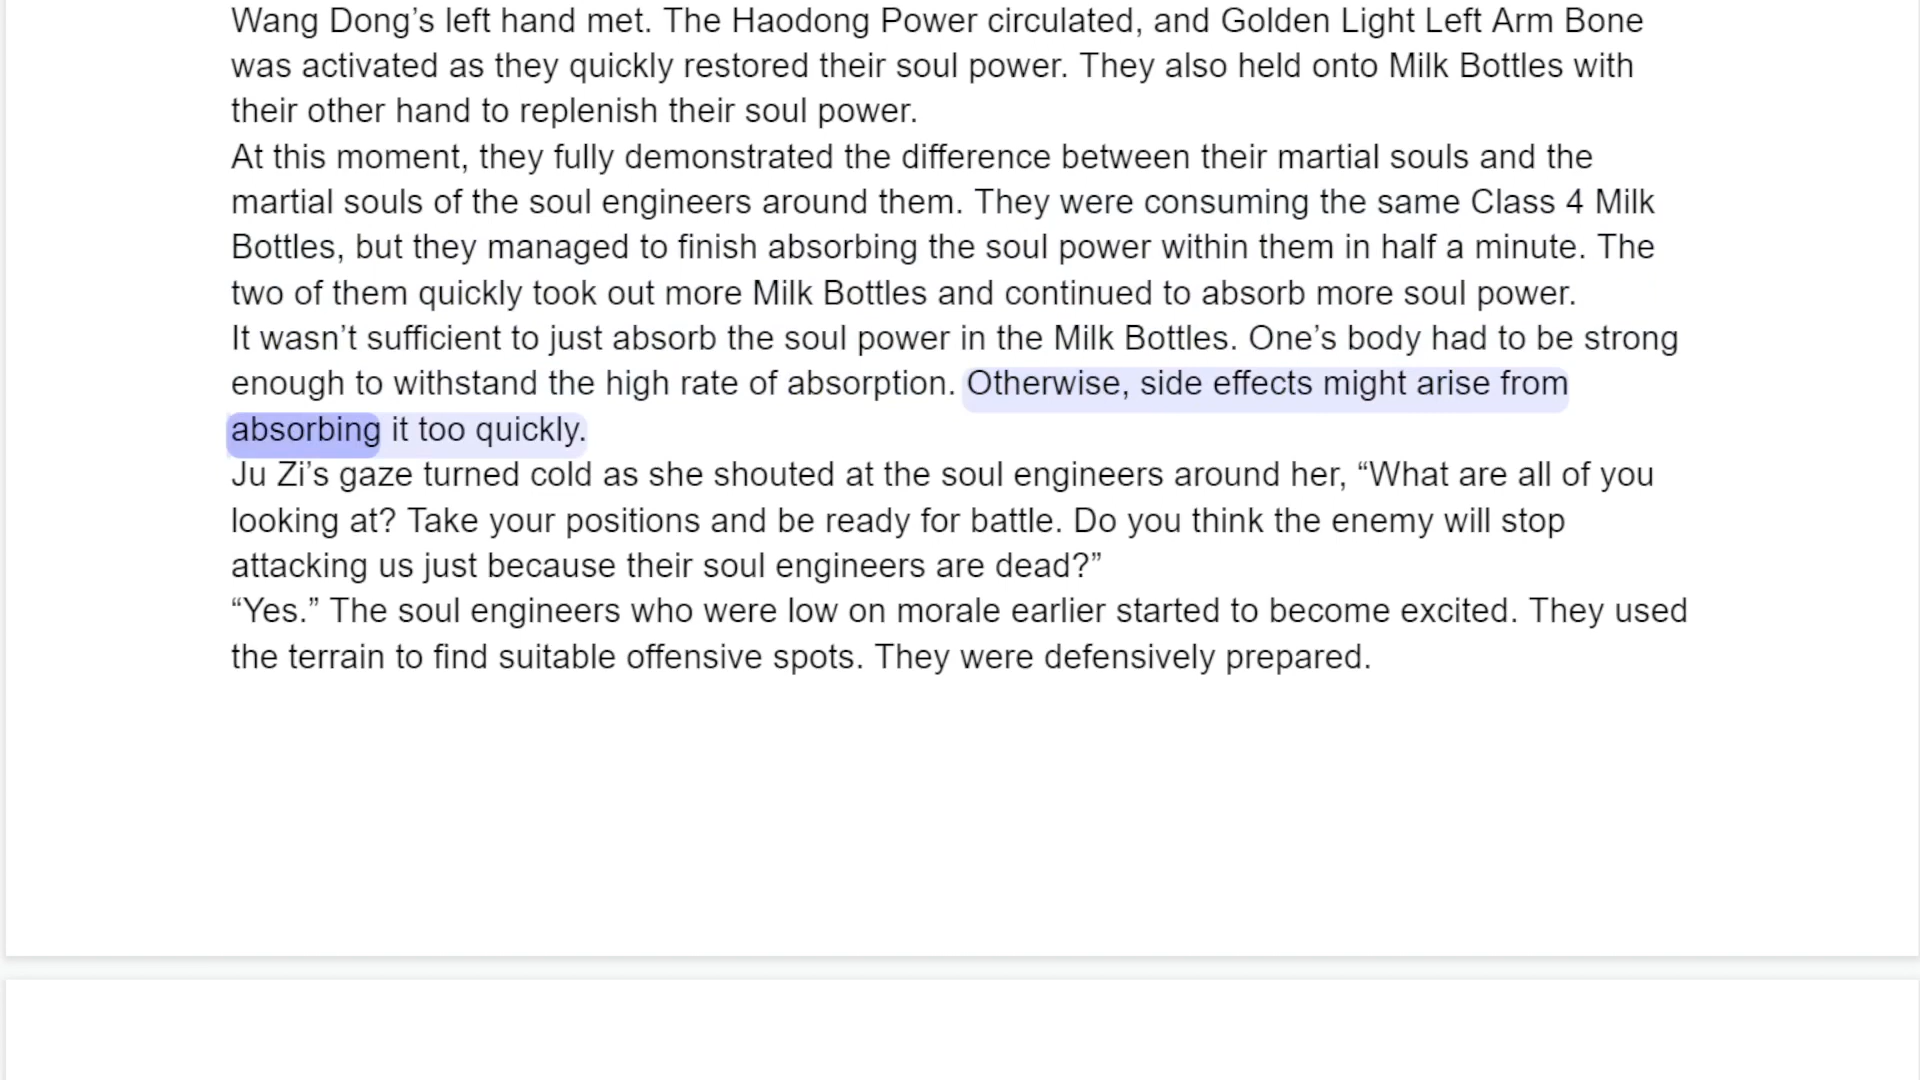 Wang Dong’s left hand met. The Haodong Power circulated, and Golden Light Left Arm Bone
was activated as they quickly restored their soul power. They also held onto Milk Bottles with
their other hand to replenish their soul power.
At this moment, they fully demonstrated the difference between their martial souls and the
martial souls of the soul engineers around them. They were consuming the same Class 4 Milk
Bottles, but they managed to finish absorbing the soul power within them in half a minute. The
two of them quickly took out more Milk Bottles and continued to absorb more soul power.
It wasn’t sufficient to just absorb the soul power in the Milk Bottles. One’s body had to be strong
enough to withstand the high rate of absorption. Otherwise, side effects might arise from
absorbing it too quickly.
Ju Zi’s gaze turned cold as she shouted at the soul engineers around her, “What are all of you
looking at? Take your positions and be ready for battle. Do you think the enemy will stop
attacking us just because their soul engineers are dead?”
“Yes.” The soul engineers who were low on morale earlier started to become excited. They used
the terrain to find suitable offensive spots. They were defensively prepared.